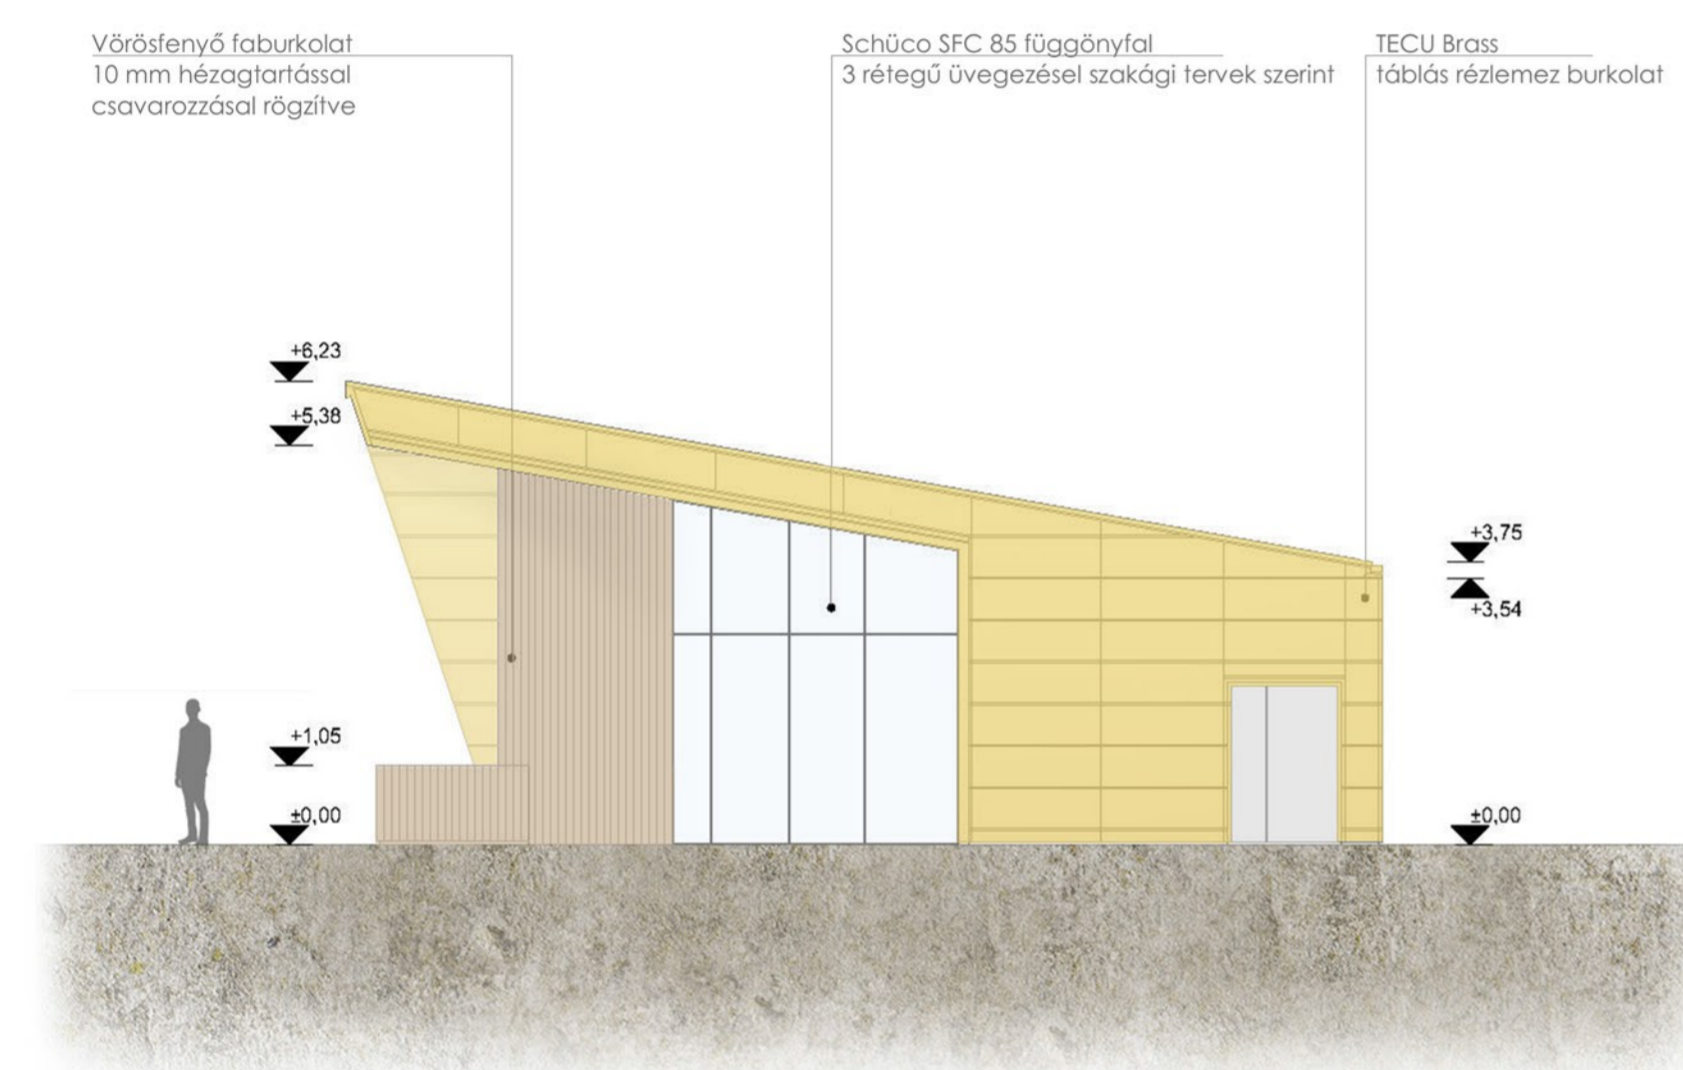 Vörösfenyő faburkolat
10 mm hézagtartással
csavarozzásal rögzítve
Schüco SFC 85 függönyfal
3 rétegű üvegezésel szakági tervek szerint
TECU Brass
táblás rézlemez burkolat
+6,23
+5,38
+1,05
±0,00
+3,75
+3,54
±0,00